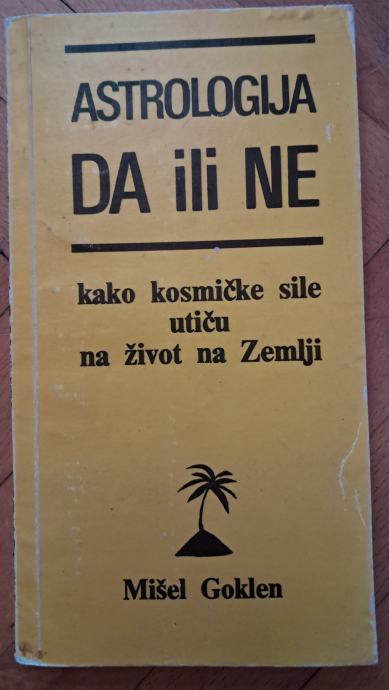 ASTROLOGIJA
DA ili NE
kako kosmičke sile
utiču
na život na Zemlji
Mišel Goklen